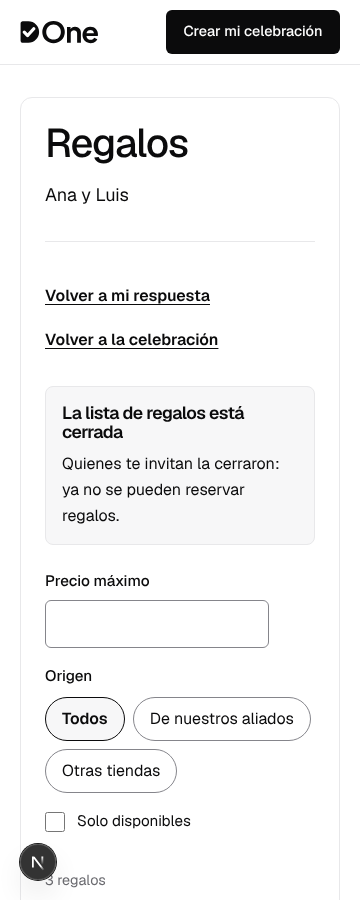 One
Crear mi celebración
Regalos
Ana y Luis
Volver a mi respuesta
Volver a la celebración
La lista de regalos está
cerrada
Quienes te invitan la cerraron:
ya no se pueden reservar
regalos.
Precio máximo
Origen
Todos
De nuestros aliados
Otras tiendas
Solo disponibles
N
3 regalos